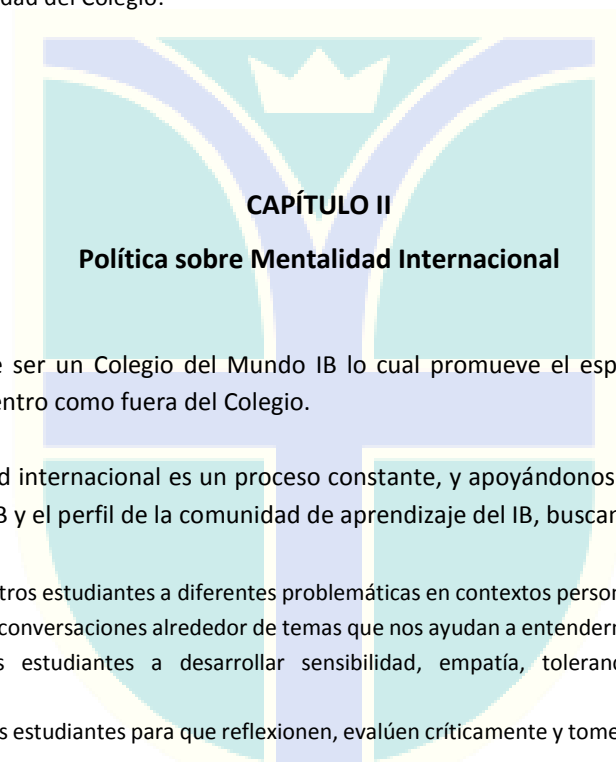 dad del Colegio.
CAPÍTULO II
Política sobre Mentalidad Internacional
e ser un Colegio del Mundo IB lo cual promueve el esp
entro como fuera del Colegio.
d internacional es un proceso constante, y apoyándonos
B y el perfil de la comunidad de aprendizaje del IB, buscan
tros estudiantes a diferentes problemáticas en contextos person
conversaciones alrededor de temas que nos ayudan a entendern
s estudiantes a desarrollar sensibilidad, empatía, toleranc
s estudiantes para que reflexionen, evalúen críticamente y tome